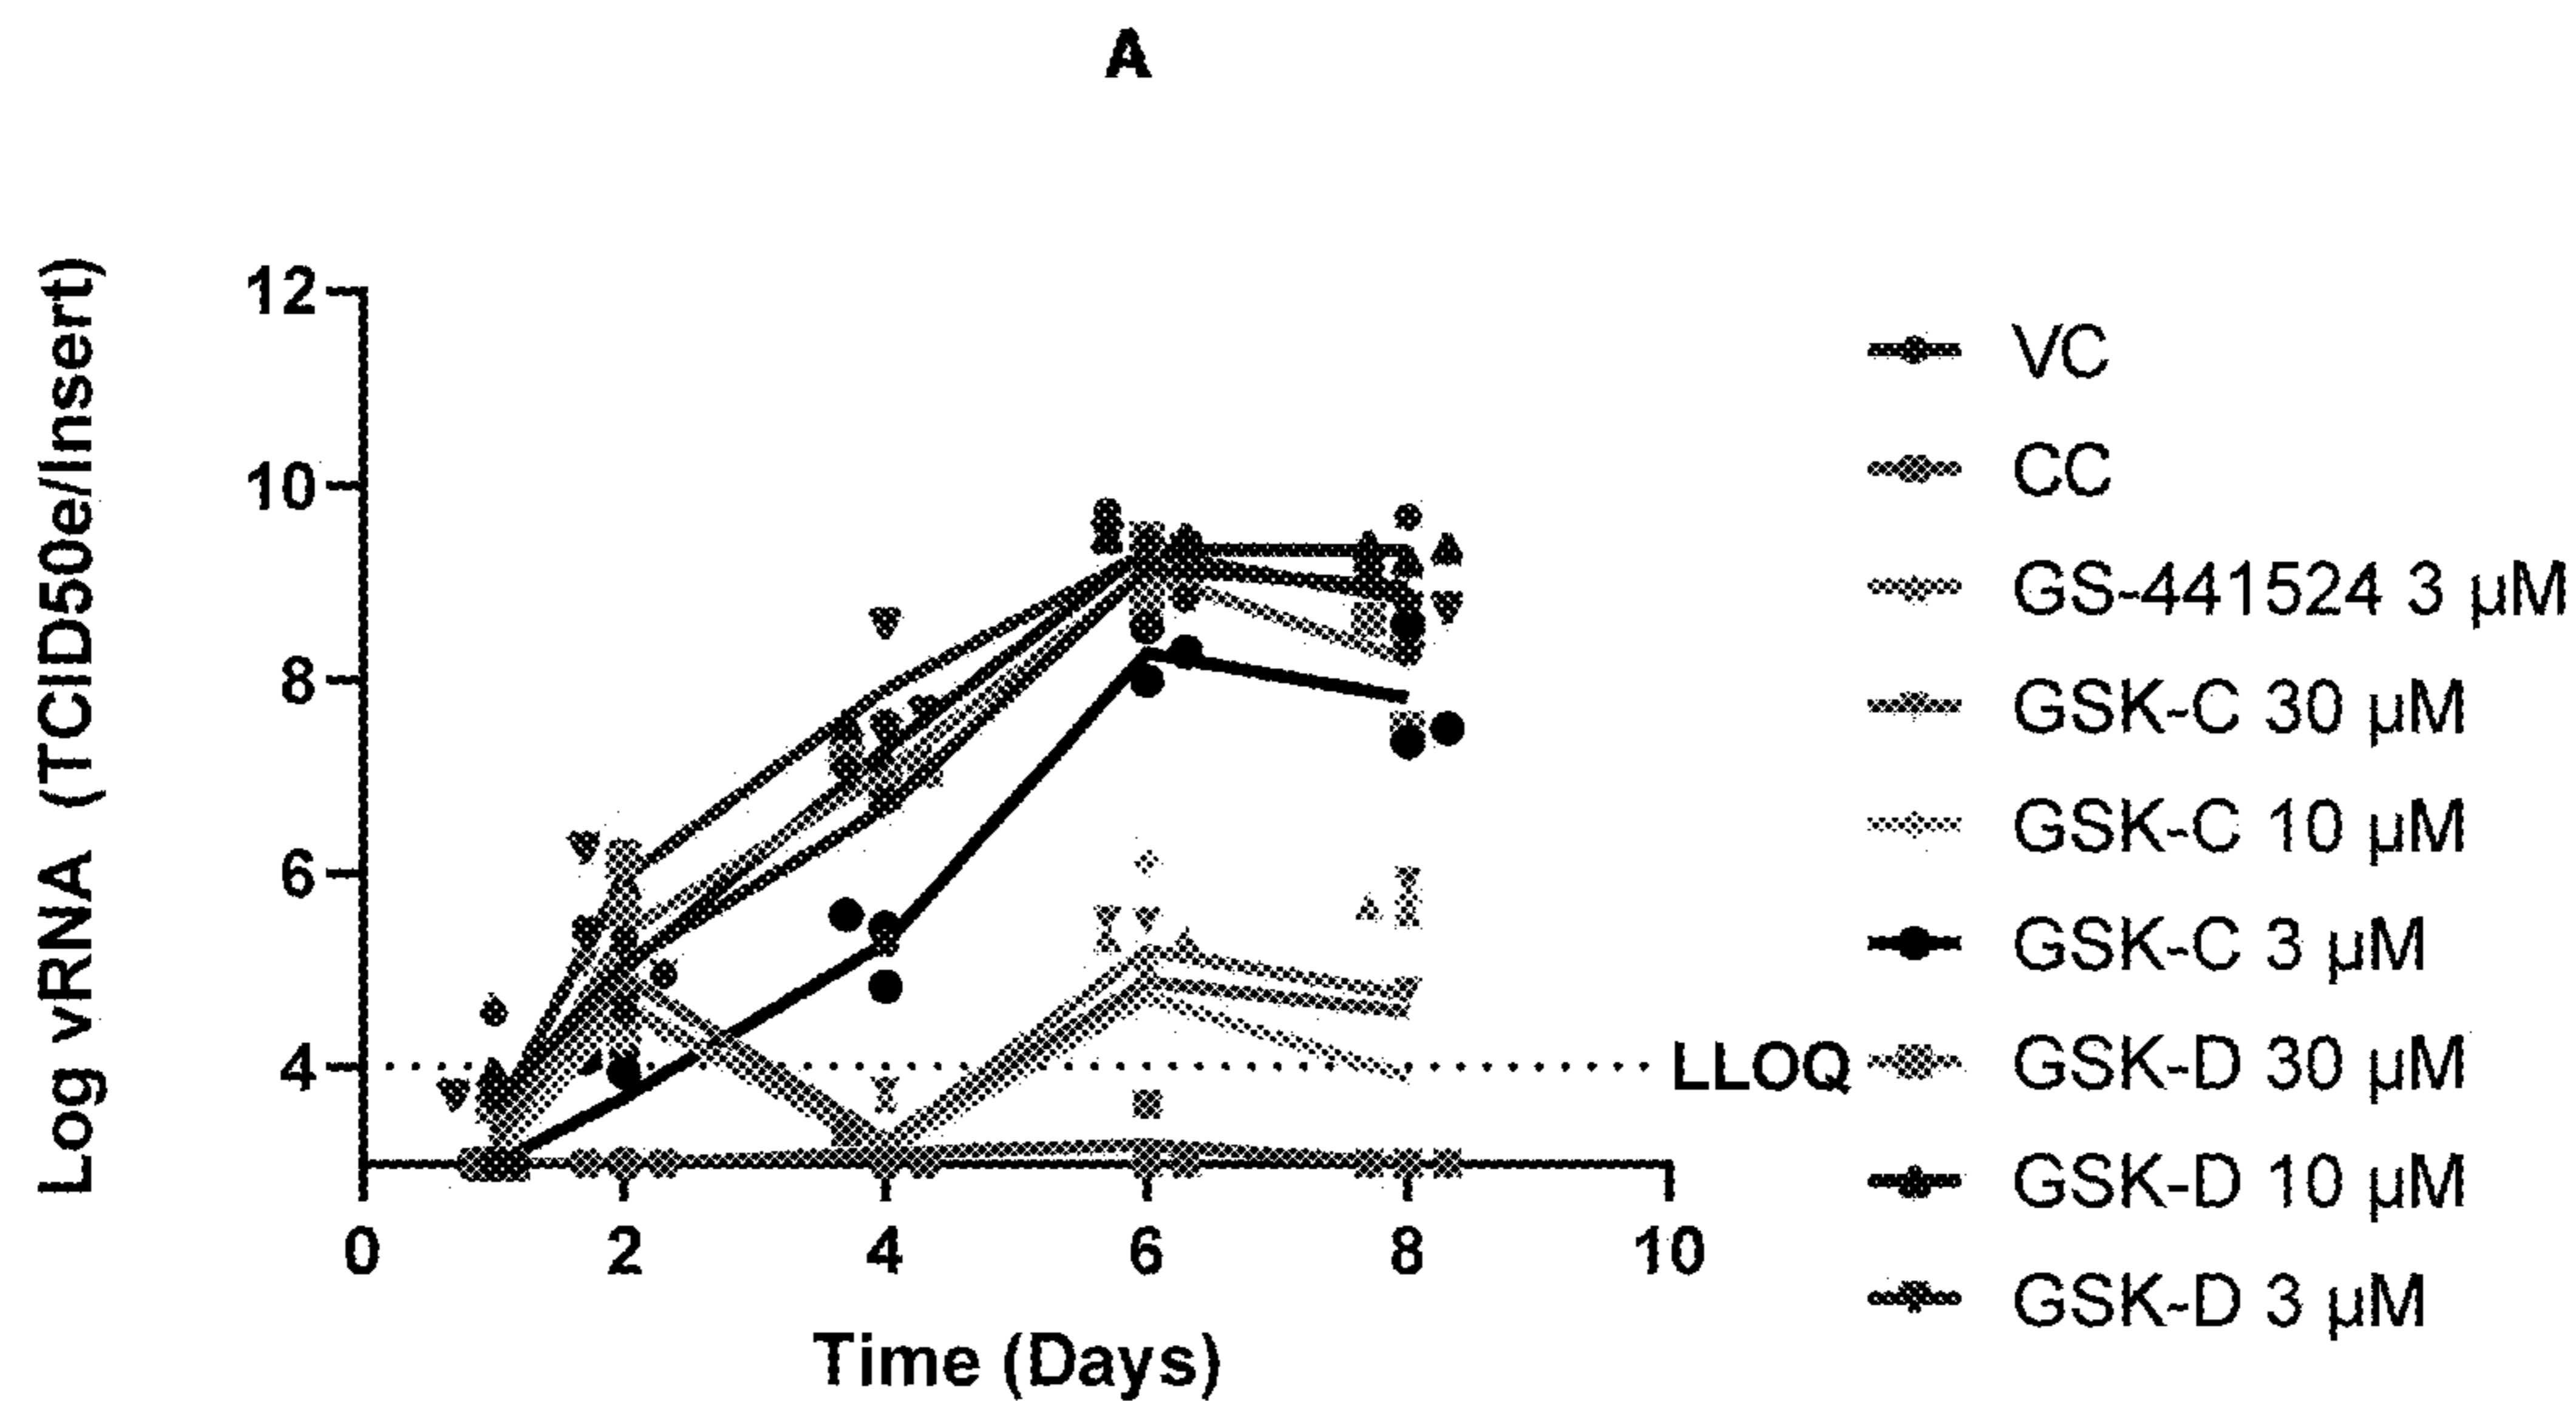 A
Log vRNA (TCID50e/Insert)
12
10
8
6
4
0
2
4
6
8
10
Time (Days)
LLOQ
VC
CC
GS-441524 3 µM
GSK-C 30 µM
GSK-C 10 µM
GSK-C 3 µM
GSK-D 30 µM
GSK-D 10 µM
GSK-D 3 µM